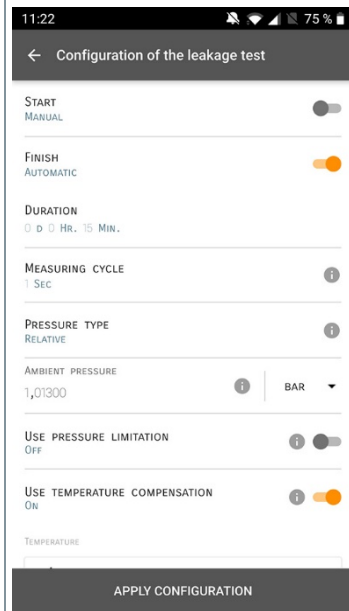 11:22 75 %
Configuration of the leakage test
START
MANUAL
FINISH
AUTOMATIC
DURATION
0 D 0 HR. 15 MIN.
MEASURING CYCLE
1 SEC
PRESSURE TYPE
RELATIVE
AMBIENT PRESSURE
1,01300 BAR
USE PRESSURE LIMITATION
OFF
USE TEMPERATURE COMPENSATION
ON
TEMPERATURE
APPLY CONFIGURATION